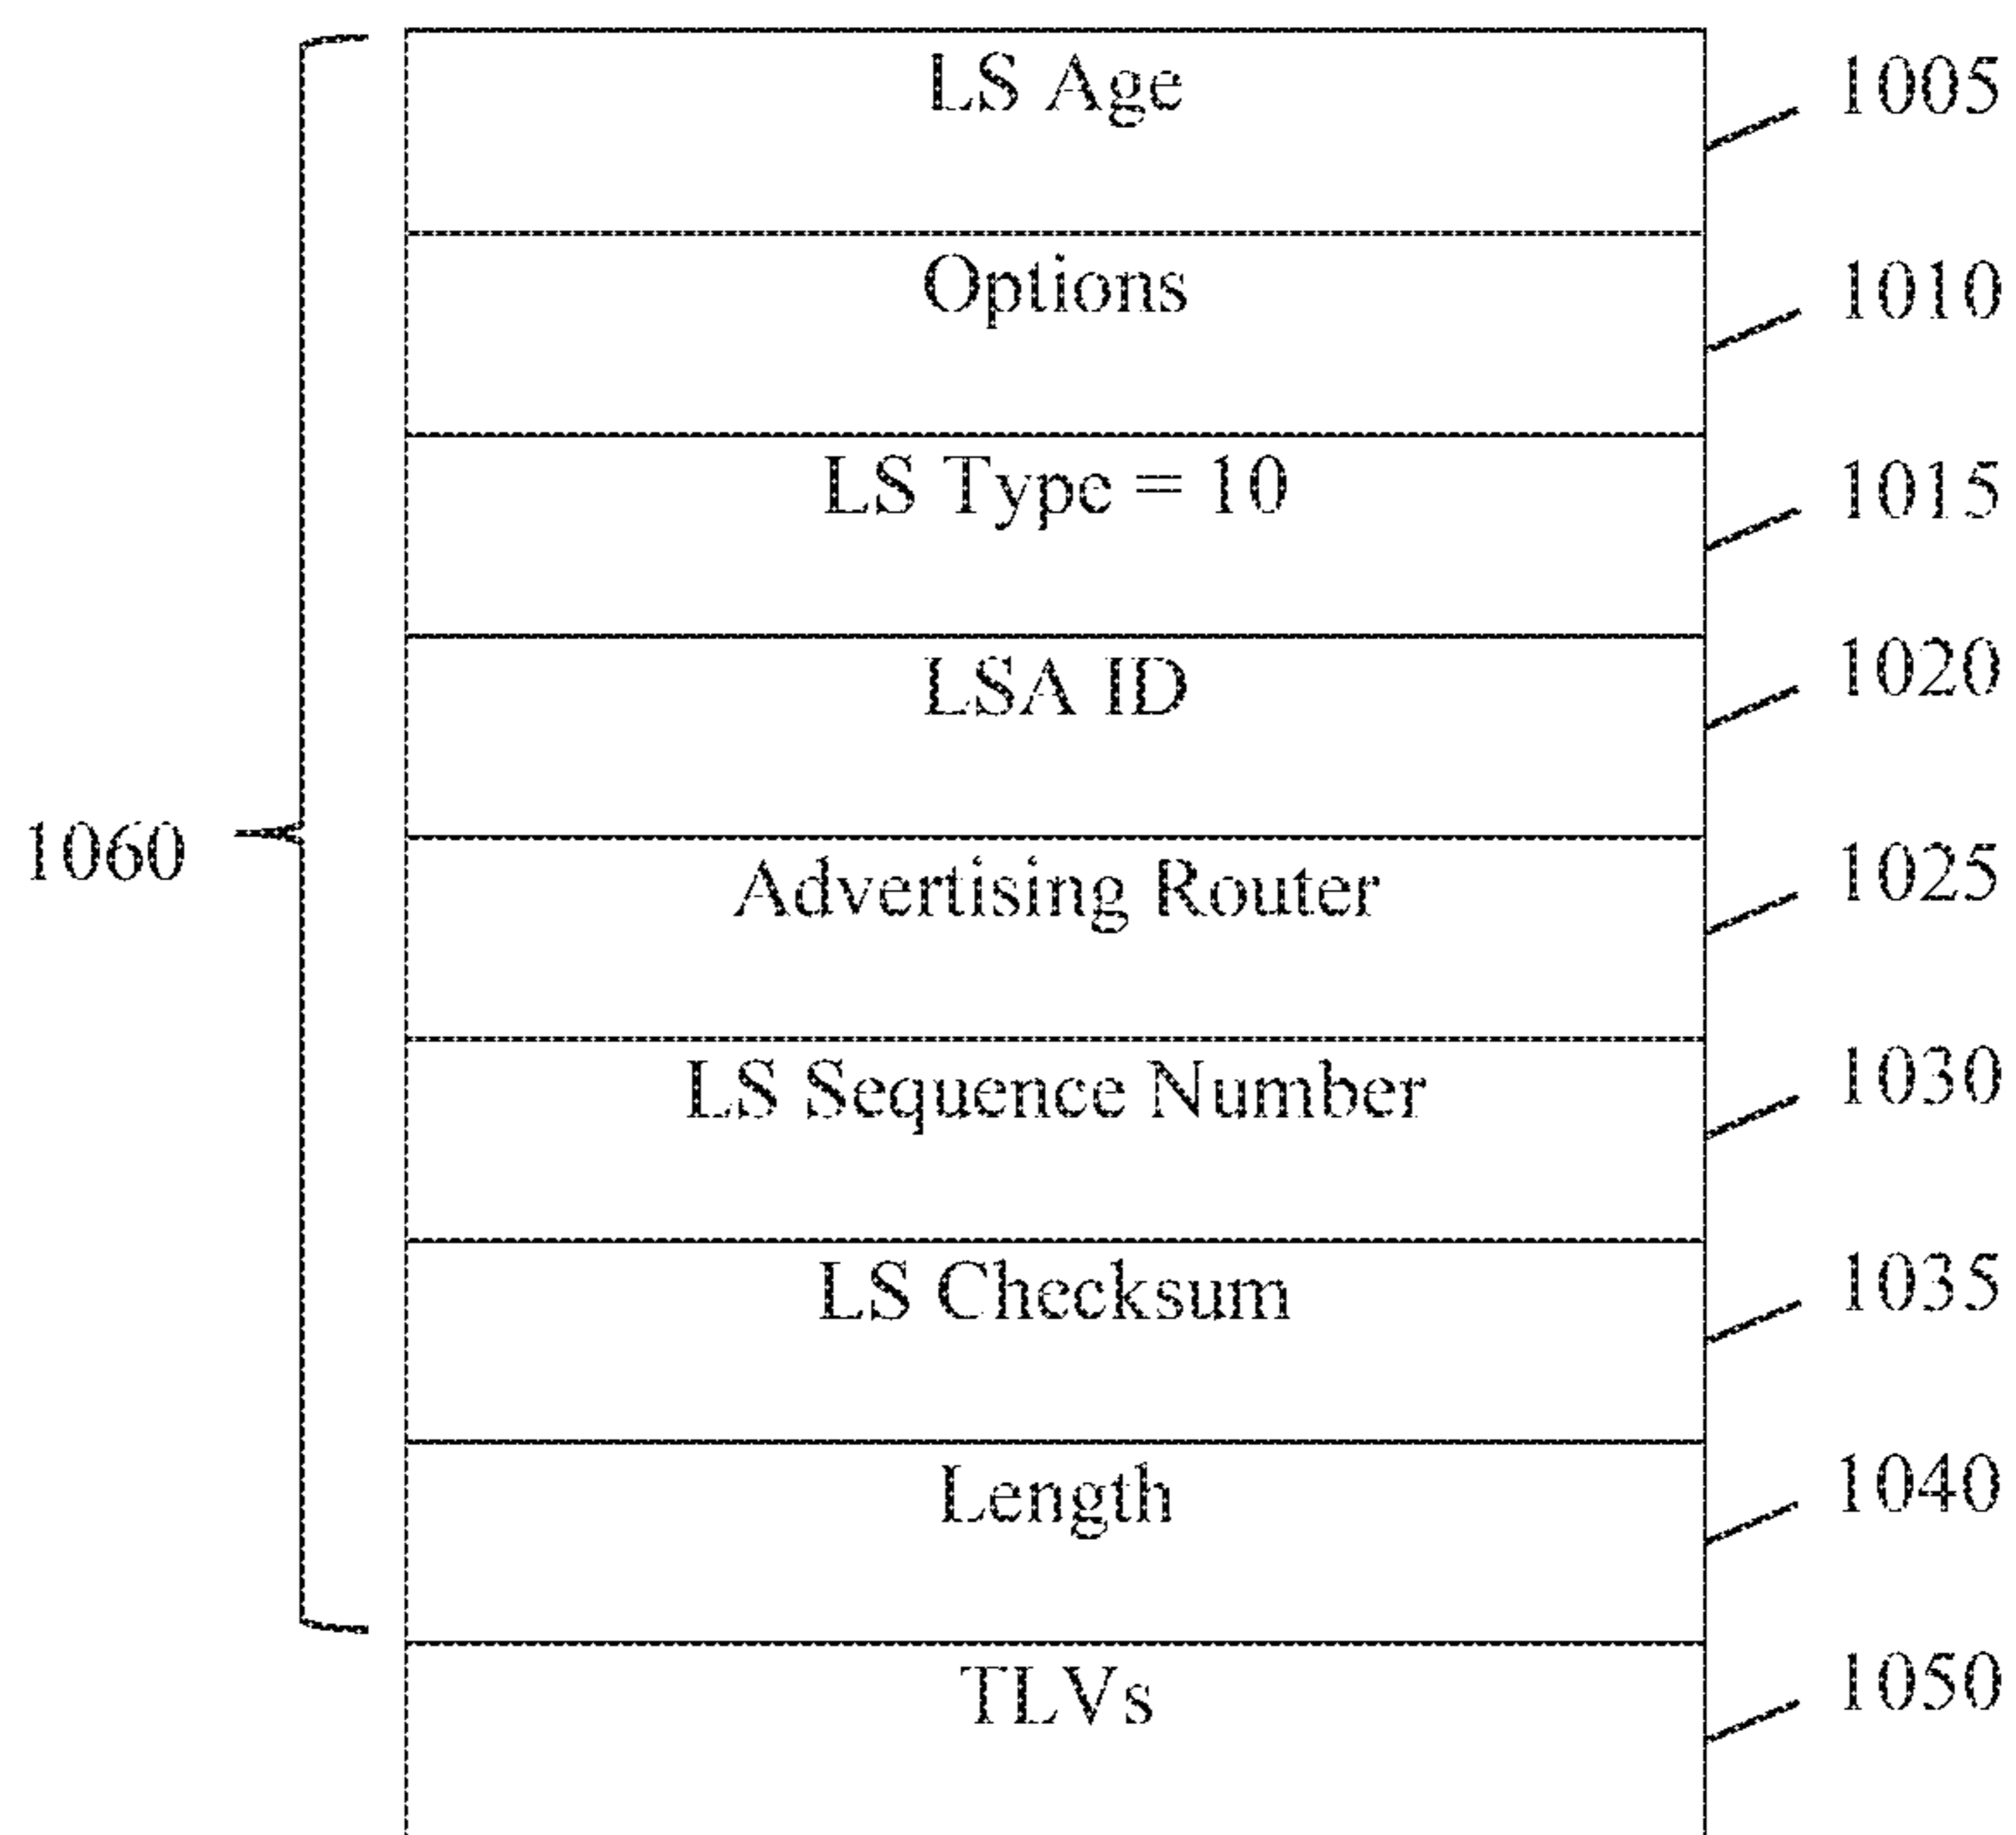 LS Age
1005
Options
1010
LS Type = 10
1015
LSA ID
1020
1060
Advertising Router
1025
LS Sequence Number
1030
LS Checksum
1035
Length
1040
TLVs
1050